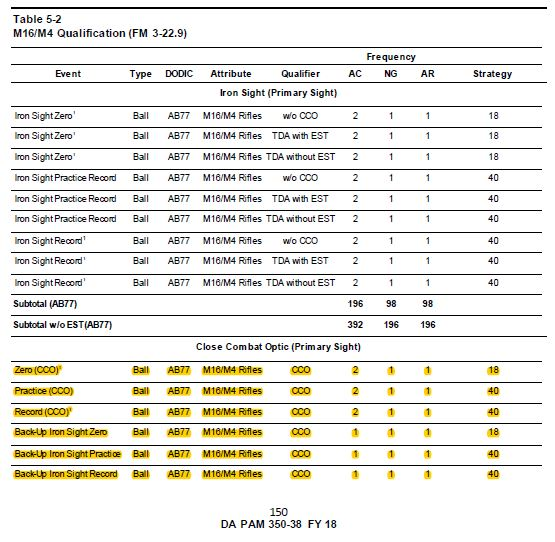 Table 5-2
M16/M4 Qualification (FM 3-22.9)
Frequency
Event Type DODIC Attribute Qualifier AC NG AR Strategy
Iron Sight (Primary Sight)
Iron Sight Zero¹ Ball AB77 M16/M4 Rifles w/o CCO 2 1 1 18
Iron Sight Zero¹ Ball AB77 M16/M4 Rifles TDA with EST 2 1 1 18
Iron Sight Zero¹ Ball AB77 M16/M4 Rifles TDA without EST 2 1 1 18
Iron Sight Practice Record Ball AB77 M16/M4 Rifles w/o CCO 2 1 1 40
Iron Sight Practice Record Ball AB77 M16/M4 Rifles TDA with EST 2 1 1 40
Iron Sight Practice Record Ball AB77 M16/M4 Rifles TDA without EST 2 1 1 40
Iron Sight Record¹ Ball AB77 M16/M4 Rifles w/o CCO 2 1 1 40
Iron Sight Record¹ Ball AB77 M16/M4 Rifles TDA with EST 2 1 1 40
Iron Sight Record¹ Ball AB77 M16/M4 Rifles TDA without EST 2 1 1 40
Subtotal (AB77) 196 98 98
Subtotal w/o EST(AB77) 392 196 196
Close Combat Optic (Primary Sight)
Zero (CCO)¹ Ball AB77 M16/M4 Rifles CCO 2 1 1 18
Practice (CCO) Ball AB77 M16/M4 Rifles CCO 2 1 1 40
Record (CCO)¹ Ball AB77 M16/M4 Rifles CCO 2 1 1 40
Back-Up Iron Sight Zero Ball AB77 M16/M4 Rifles CCO 1 1 1 18
Back-Up Iron Sight Practice Ball AB77 M16/M4 Rifles CCO 1 1 1 40
Back-Up Iron Sight Record Ball AB77 M16/M4 Rifles CCO 1 1 1 40
150
DA PAM 350-38 FY 18